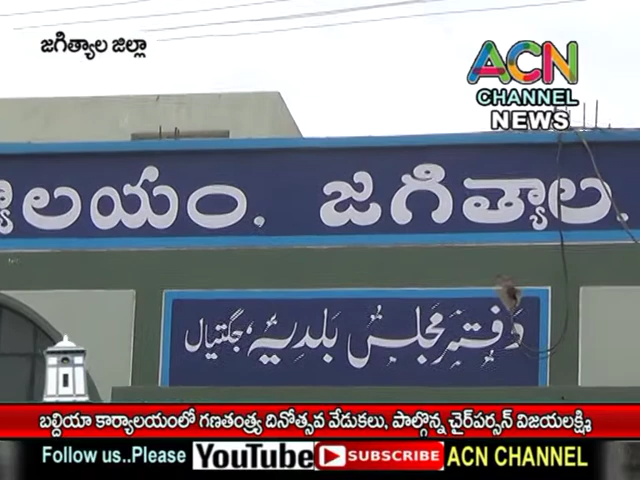 జగిత్యాల జిల్లా
ACN
CHANNEL
NEWS
్యాలయం. జగిత్యాల.
دفتر مجلس بلدیہ، جگتیال
బల్దియా కార్యాలయంలో గణతంత్ర దినోత్సవ వేడుకలు, పాల్గొన్న చైర్‌పర్సన్ విజయలక్ష్మి
Follow us..Please YouTube SUBSCRIBE ACN CHANNEL